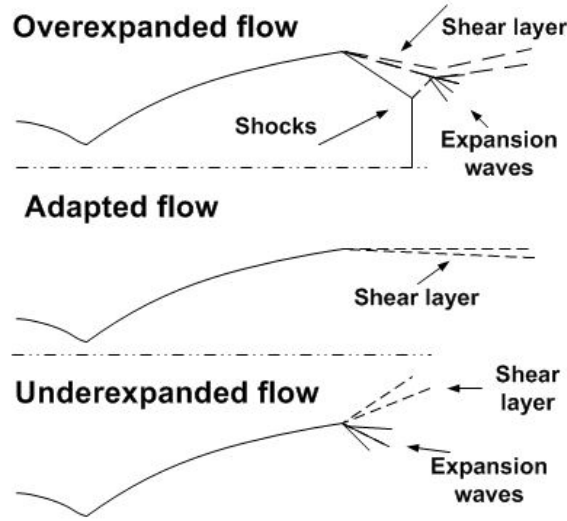 Overexpanded flow
Shear layer
Shocks
Expansion
waves
Adapted flow
Shear layer
Underexpanded flow
Shear
layer
Expansion
waves